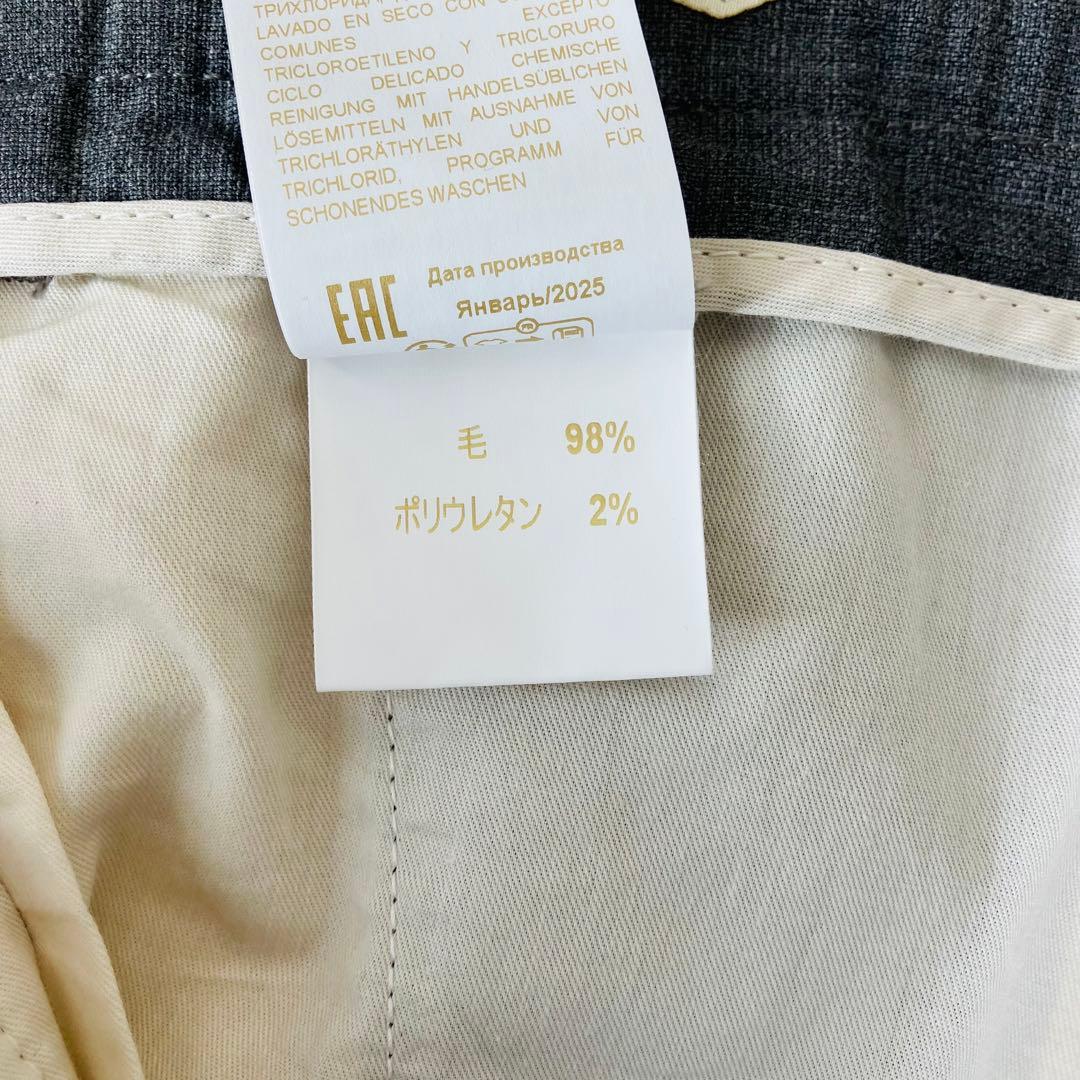 LAVADO EN SECO CON
COMUNES EXCEPTO
TRICLOROETILENO Y TRICLORURO
CICLO DELICADO CHEMISCHE
REINIGUNG MIT HANDELSÜBLICHEN
LÖSEMITTELN MIT AUSNAHME VON
TRICHLORÄTHYLEN UND VON
TRICHLORID, PROGRAMM FÜR
SCHONENDES WASCHEN
EAC Дата производства
Январь/2025
毛 98%
ポリウレタン 2%